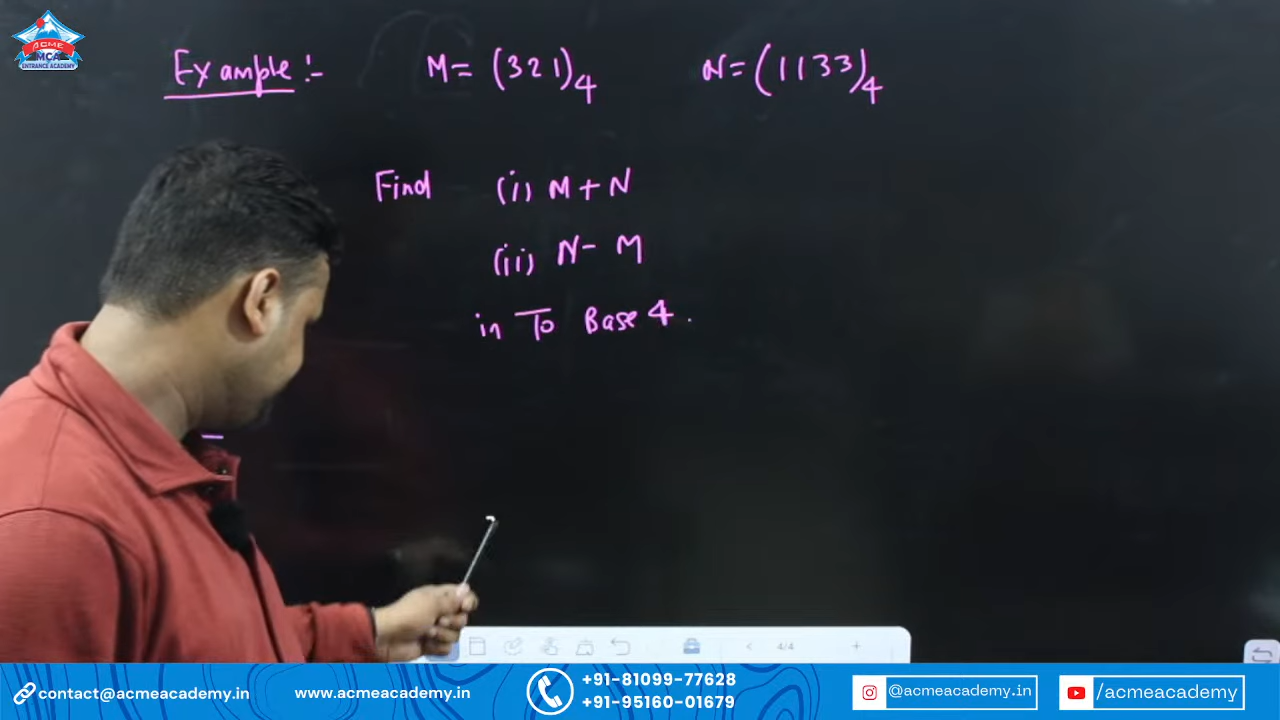 ACME
MCA
ENTRANCE ACADEMY
Example :- M = (321)4 N = (1133)4
Find (i) M + N
(ii) N - M
in To Base 4.
< 4/4 +
contact@acmeacademy.in www.acmeacademy.in +91-81099-77628 @acmeacademy.in /acmeacademy
+91-95160-01679